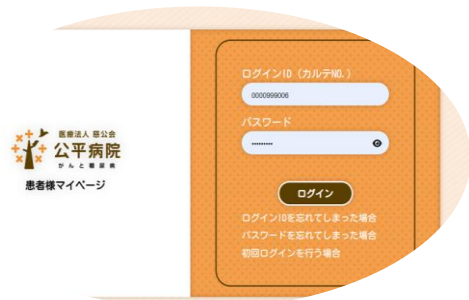 医療法人 慈公会
公平病院
がんと糖尿病
患者様マイページ
ログインID（カルテNO.）
0000999006
パスワード
•••••••••
ログイン
ログインIDを忘れてしまった場合
パスワードを忘れてしまった場合
初回ログインを行う場合